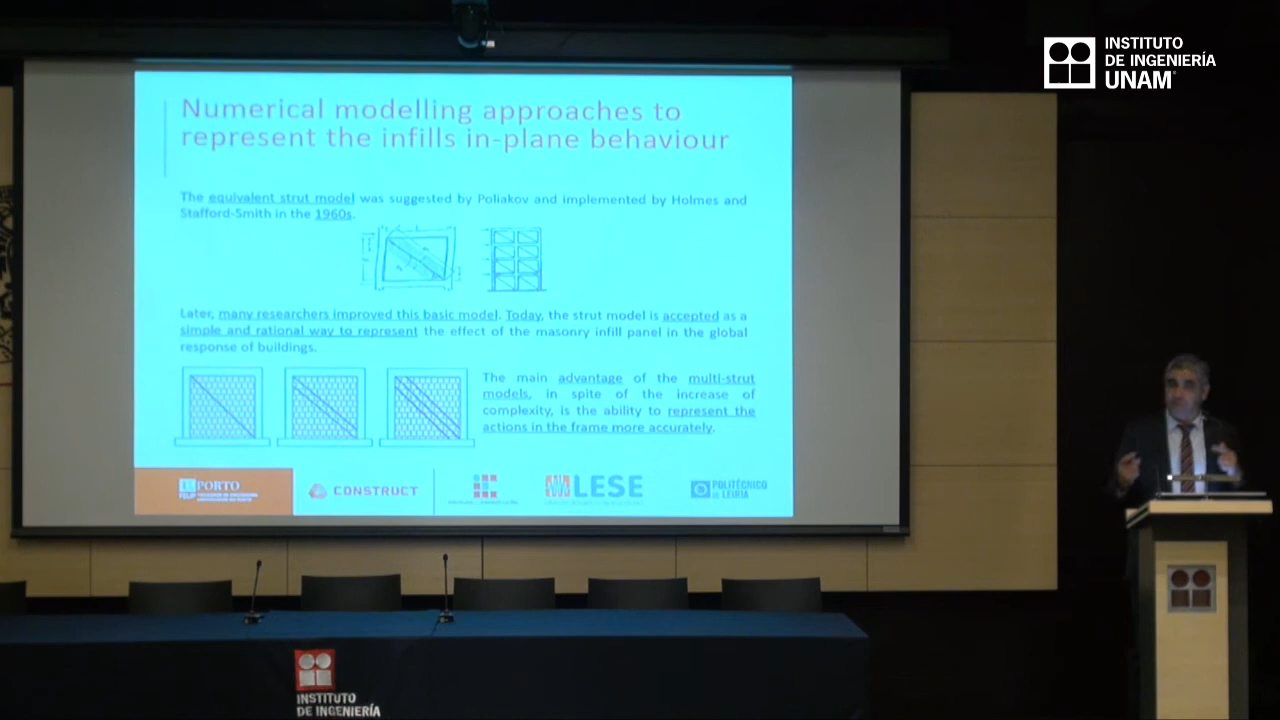 INSTITUTO
DE INGENIERÍA
UNAM
Numerical modelling approaches to
represent the infills in-plane behaviour
The equivalent strut model was suggested by Poliakov and implemented by Holmes and
Stafford-Smith in the 1960s.
Later, many researchers improved this basic model. Today, the strut model is accepted as a
simple and rational way to represent the effect of the masonry infill panel in the global
response of buildings.
The main advantage of the multi-strut
models, in spite of the increase of
complexity, is the ability to represent the
actions in the frame more accurately.
PORTO
CONSTRUCT
LESE
POLITÉCNICO
DE LEIRIA
INSTITUTO
DE INGENIERÍA